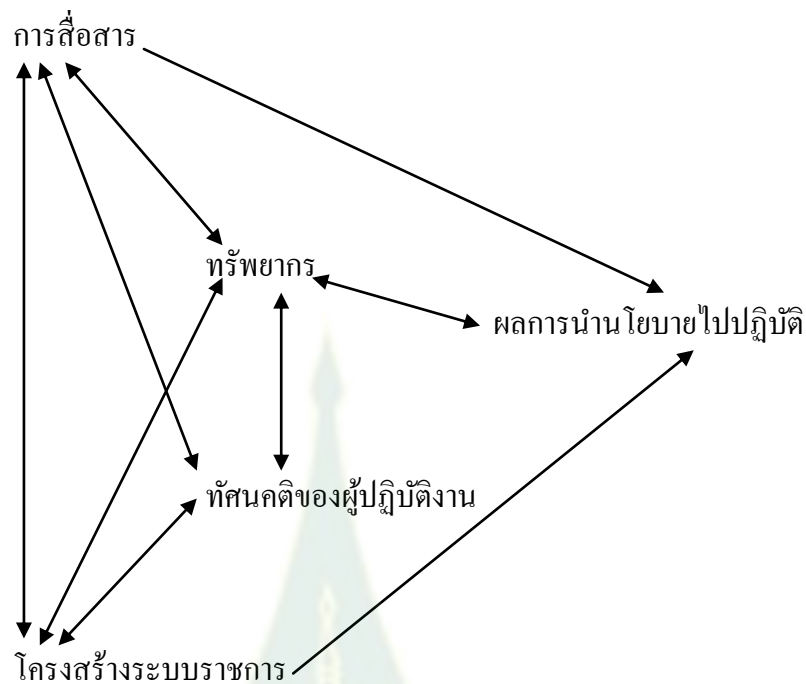 การสื่อสาร
ทรัพยากร
ผลการนำนโยบายไปปฏิบัติ
ทัศนคติของผู้ปฏิบัติงาน
โครงสร้างระบบราชการ